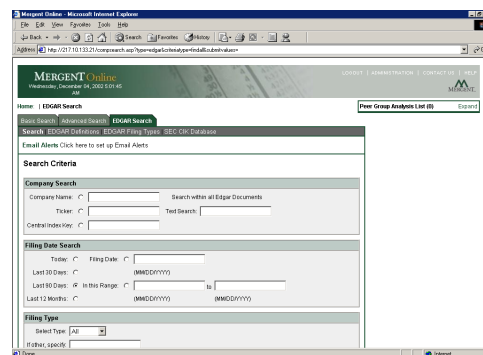 Mergent Online - Microsoft Internet Explorer
File Edit View Favorites Tools Help
Back Search Favorites History
Address http://217.10.133.21/compsearch.asp?type=edgar&criteriatype=findall&submitvalues=
MERGENT Online
LOGOUT | ADMINISTRATION | CONTACT US | HELP
Wednesday, December 04, 2002 5:01:45 AM
MERGENT
Home | EDGAR Search
Peer Group Analysis List (0) Expand
Basic Search Advanced Search EDGAR Search
Search EDGAR Definitions EDGAR Filing Types SEC CIK Database
Email Alerts Click here to set up Email Alerts
Search Criteria
Company Search
Company Name: Search within all Edgar Documents
Ticker: Text Search:
Central Index Key:
Filing Date Search
Today: Filing Date:
Last 30 Days: (MM/DD/YYYY)
Last 90 Days: In this Range: to
Last 12 Months: (MM/DD/YYYY) (MM/DD/YYYY)
Filing Type
Select Type: All
If other, specify:
Done Internet